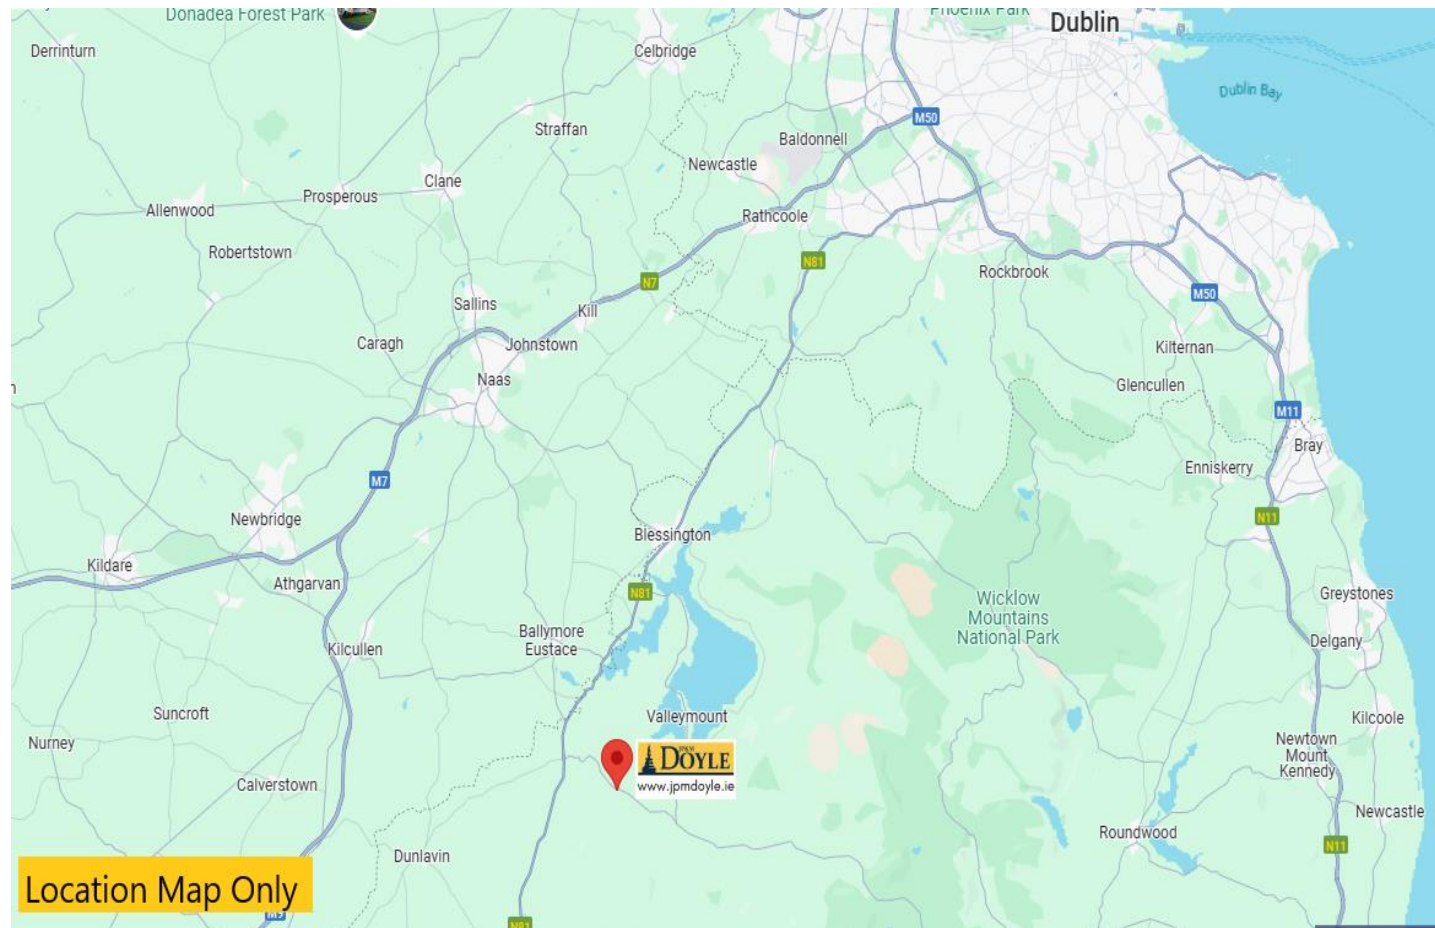 Donadea Forest Park
Phoenix Park
Dublin
Derrinturn
Celbridge
Dublin Bay
M50
Straffan
Baldonnell
Newcastle
Clane
Prosperous
Allenwood
Rathcoole
Robertstown
N81
Rockbrook
N7
M50
Sallins
Kill
Caragh
Johnstown
Kilternan
Naas
Glencullen
M11
Bray
Enniskerry
M7
Newbridge
N11
Blessington
Kildare
Athgarvan
N81
Greystones
Wicklow
Mountains
National Park
Ballymore
Eustace
Delgany
Kilcullen
Suncroft
Valleymount
Kilcoole
Nurney
Newtown
Mount
Kennedy
DOYLE
www.jpmdoyle.ie
Calverstown
Newcastle
Roundwood
N11
Dunlavin
Location Map Only
N81